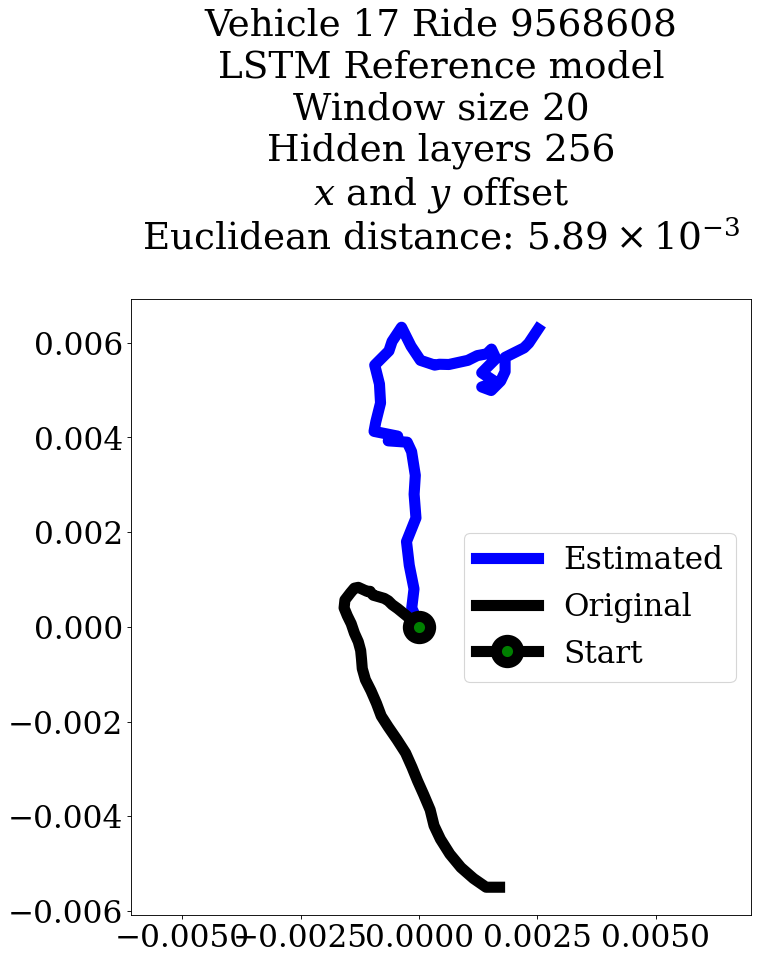 Vehicle 17 Ride 9568608
LSTM Reference model
Window size 20
Hidden layers 256
x and y offset
Euclidean distance: 5.89 × 10⁻³
0.006
0.004
0.002
0.000
−0.002
−0.004
−0.006
Estimated
Original
Start
−0.0050 −0.0025 0.0000 0.0025 0.0050